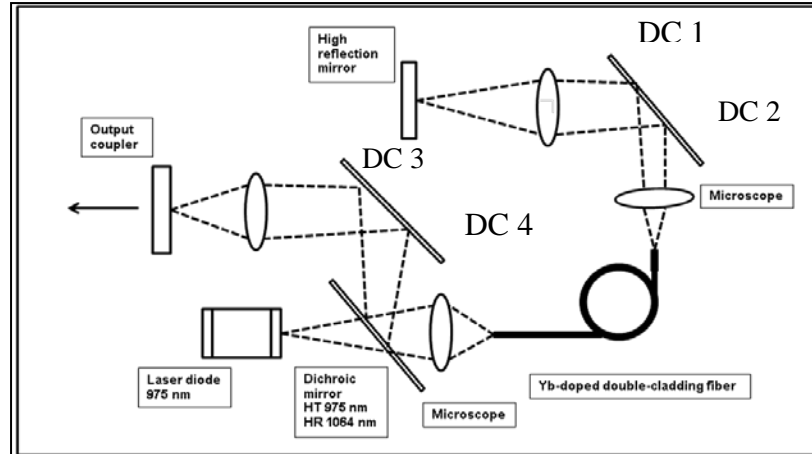 High
reflection
mirror
DC 1
DC 2
Output
coupler
DC 3
Microscope
DC 4
Laser diode
975 nm
Dichroic
mirror
HT 975 nm
HR 1064 nm
Microscope
Yb-doped double-cladding fiber